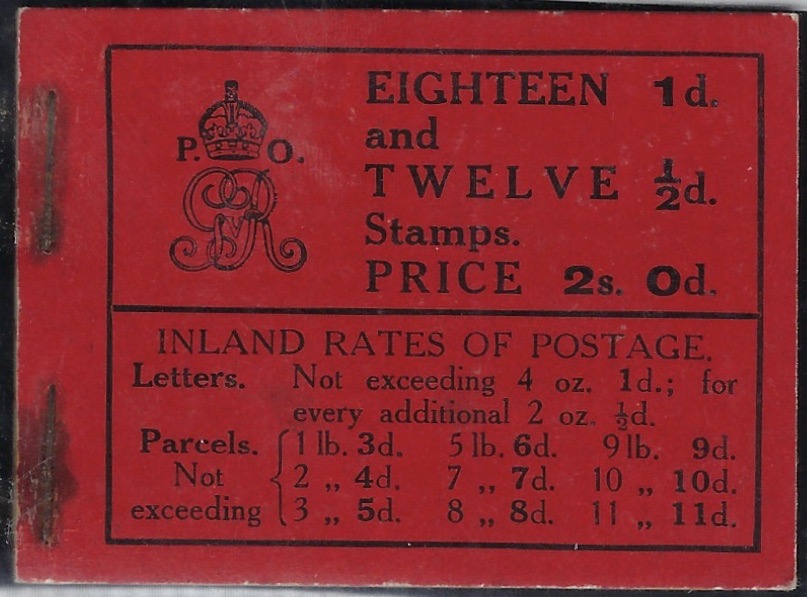 P. O.
GRV
EIGHTEEN 1d.
and
TWELVE ½d.
Stamps.
PRICE 2s. 0d.
INLAND RATES OF POSTAGE.
Letters. Not exceeding 4 oz. 1d.; for
every additional 2 oz. ½d.
Parcels. { 1 lb. 3d. 5 lb. 6d. 9 lb. 9d.
Not 2 „ 4d. 7 „ 7d. 10 „ 10d.
exceeding 3 „ 5d. 8 „ 8d. 11 „ 11d.